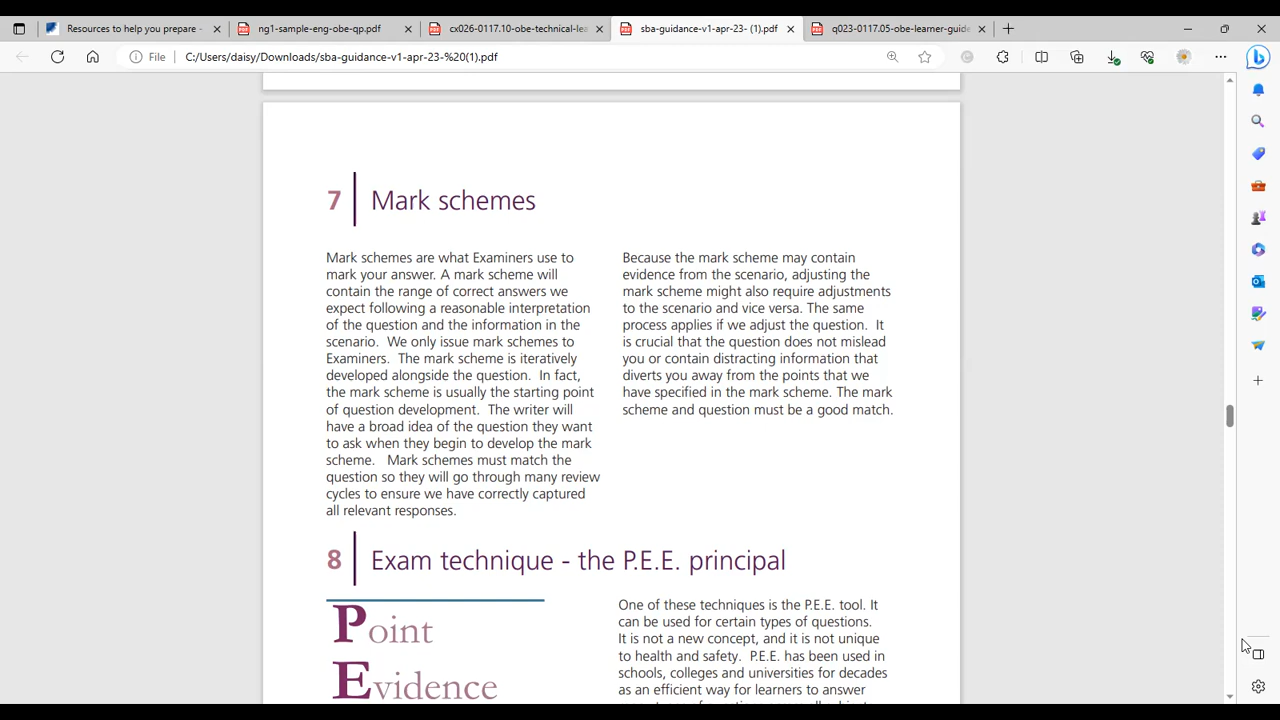 Resources to help you prepare -
ng1-sample-eng-obe-qp.pdf
cx026-0117.10-obe-technical-lea
sba-guidance-v1-apr-23- (1).pdf
q023-0117.05-obe-learner-guide
File
C:/Users/daisy/Downloads/sba-guidance-v1-apr-23-%20(1).pdf
7 Mark schemes
Mark schemes are what Examiners use to
mark your answer. A mark scheme will
contain the range of correct answers we
expect following a reasonable interpretation
of the question and the information in the
scenario. We only issue mark schemes to
Examiners. The mark scheme is iteratively
developed alongside the question. In fact,
the mark scheme is usually the starting point
of question development. The writer will
have a broad idea of the question they want
to ask when they begin to develop the mark
scheme. Mark schemes must match the
question so they will go through many review
cycles to ensure we have correctly captured
all relevant responses.
Because the mark scheme may contain
evidence from the scenario, adjusting the
mark scheme might also require adjustments
to the scenario and vice versa. The same
process applies if we adjust the question. It
is crucial that the question does not mislead
you or contain distracting information that
diverts you away from the points that we
have specified in the mark scheme. The mark
scheme and question must be a good match.
8 Exam technique - the P.E.E. principal
Point
Evidence
One of these techniques is the P.E.E. tool. It
can be used for certain types of questions.
It is not a new concept, and it is not unique
to health and safety. P.E.E. has been used in
schools, colleges and universities for decades
as an efficient way for learners to answer